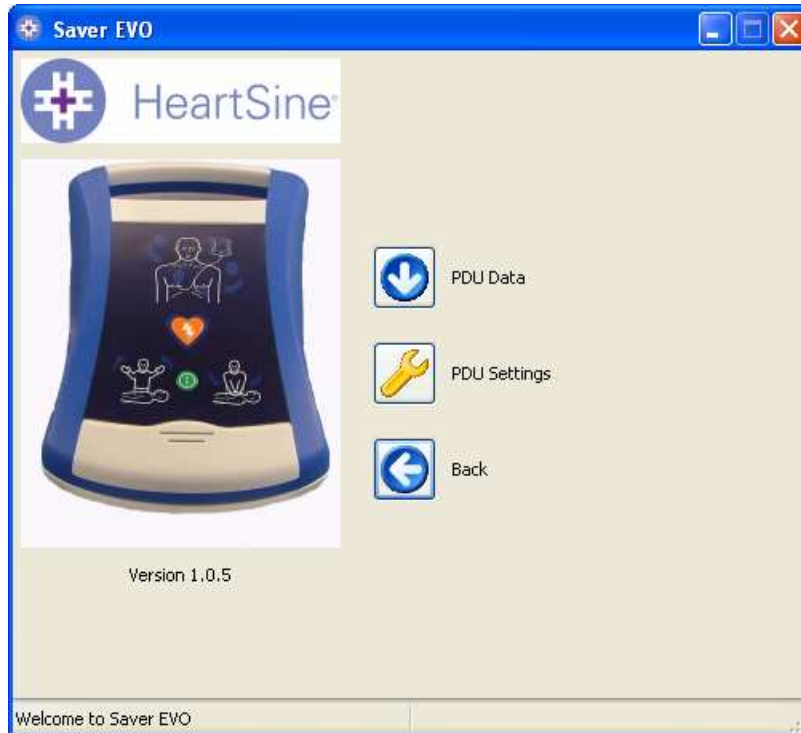 Saver EVO
HeartSine®
PDU Data
PDU Settings
Back
Version 1.0.5
Welcome to Saver EVO